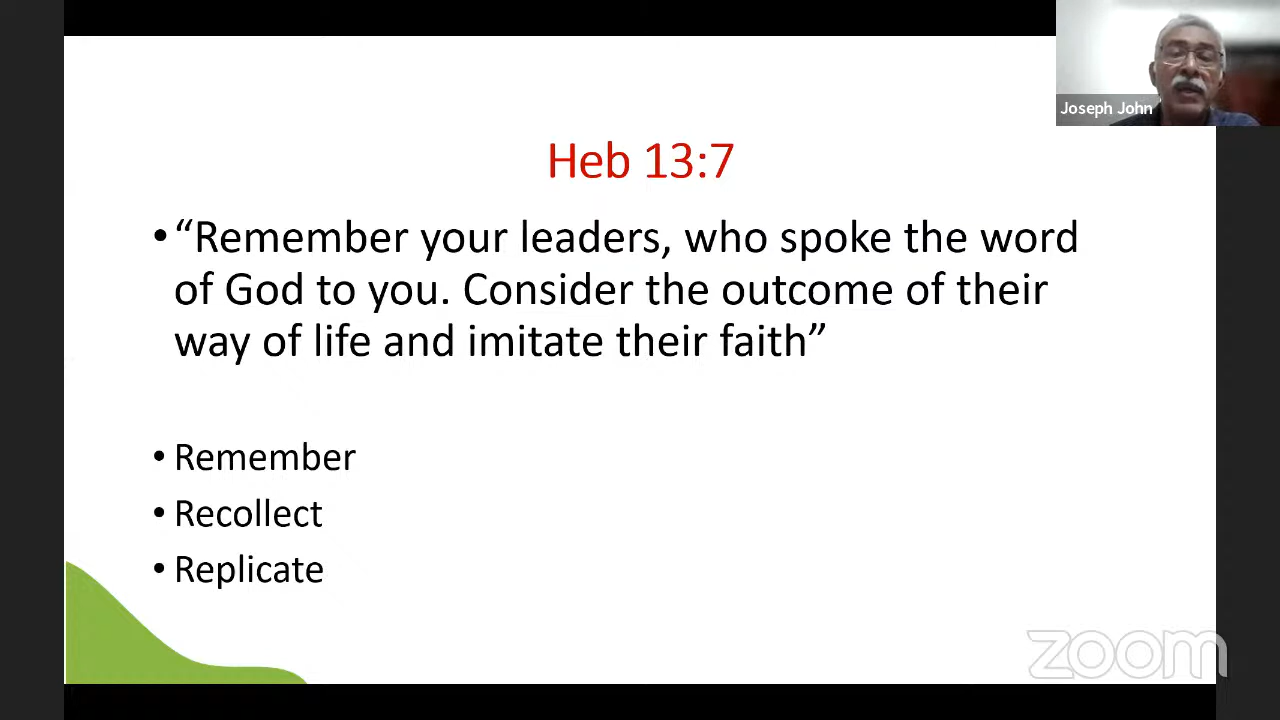 Joseph John
Heb 13:7
• “Remember your leaders, who spoke the word
of God to you. Consider the outcome of their
way of life and imitate their faith”
• Remember
• Recollect
• Replicate
zoom